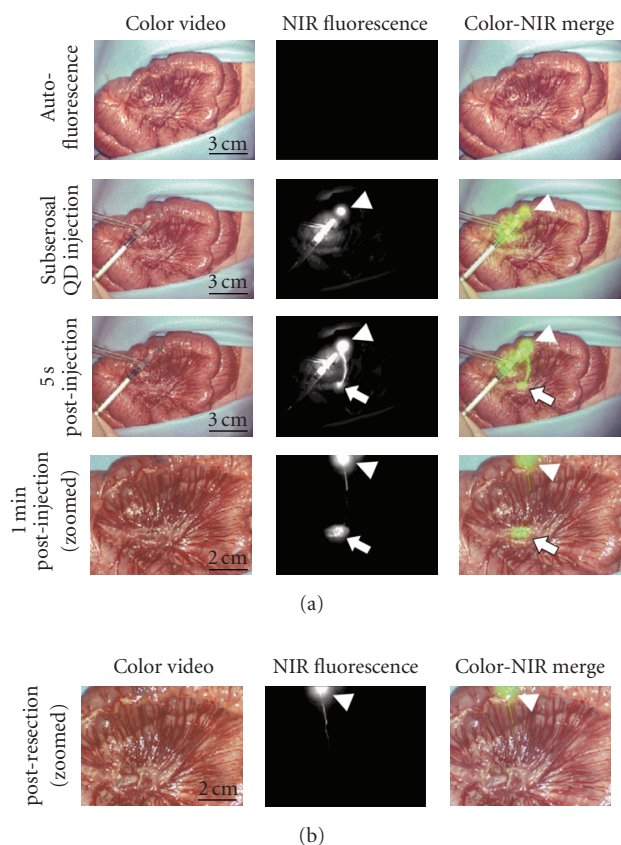 Color video
NIR fluorescence
Color-NIR merge
Auto-
fluorescence
3 cm
Subserosal
QD injection
3 cm
5 s
post-injection
3 cm
1 min
post-injection
(zoomed)
2 cm
(a)
Color video
NIR fluorescence
Color-NIR merge
post-resection
(zoomed)
2 cm
(b)